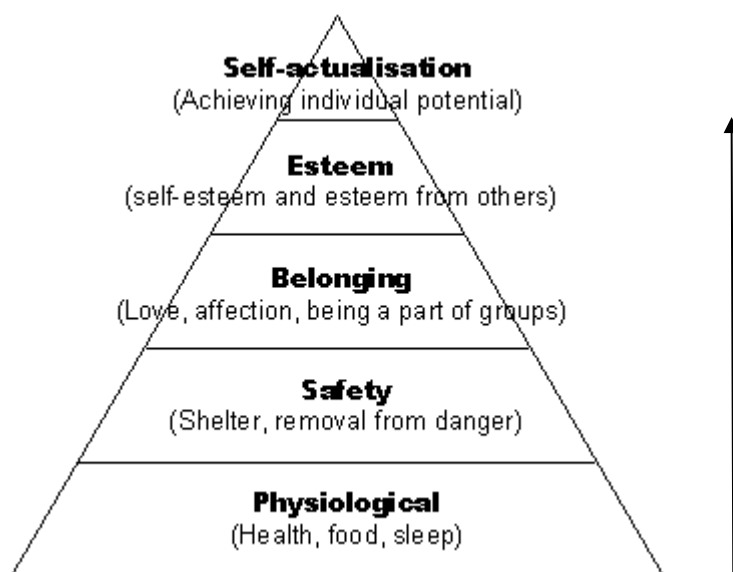 Self-actualisation
(Achieving individual potential)
Esteem
(self-esteem and esteem from others)
Belonging
(Love, affection, being a part of groups)
Safety
(Shelter, removal from danger)
Physiological
(Health, food, sleep)